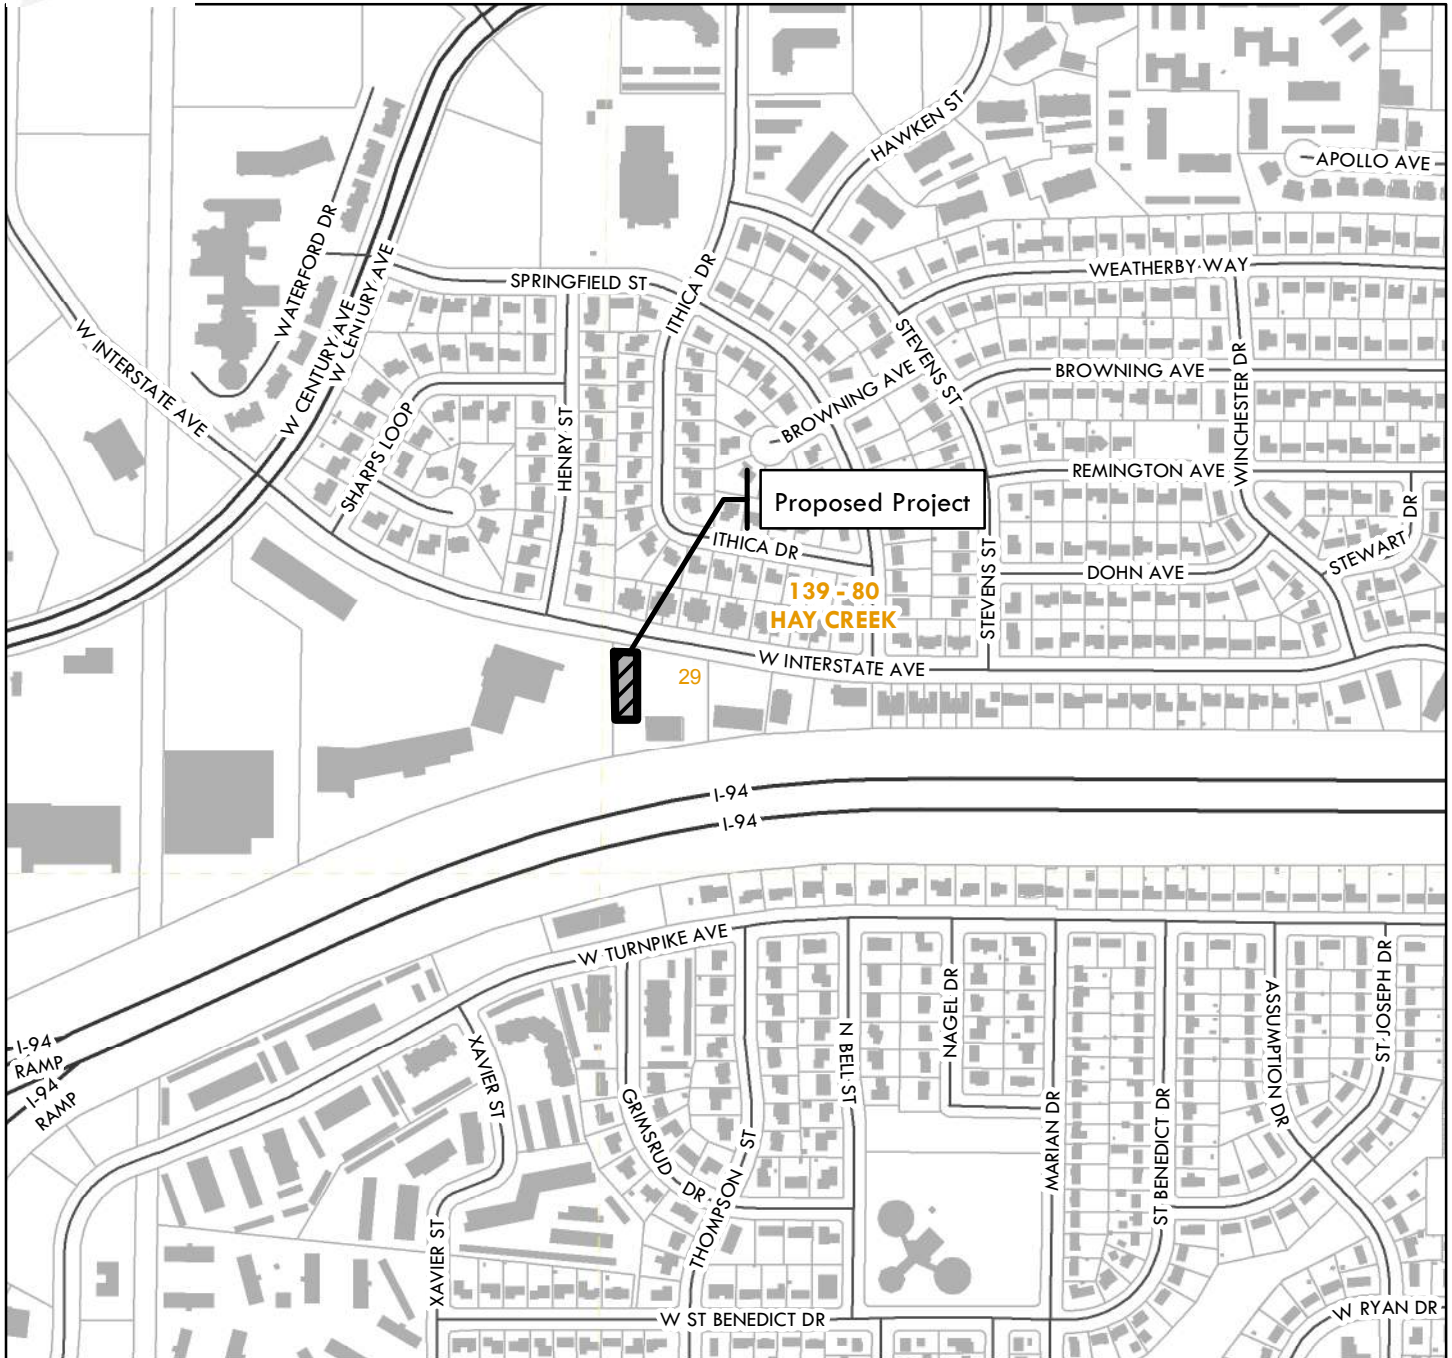 HAWKEN ST
APOLLO AVE
WATERFORD DR
W CENTURY AVE
W CENTURY AVE
SPRINGFIELD ST
ITHICA DR
WEATHERBY WAY
W INTERSTATE AVE
STEVENS ST
BROWNING AVE
BROWNING AVE
WINCHESTER DR
SHARPS LOOP
HENRY ST
REMINGTON AVE
Proposed Project
STEWART DR
ITHICA DR
DOHN AVE
STEVENS ST
139 - 80
HAY CREEK
W INTERSTATE AVE
29
I-94
I-94
W TURNPIKE AVE
I-94
RAMP
I-94
RAMP
XAVIER ST
GRIMSRUD DR
THOMPSON ST
N BELL ST
NAGEL DR
MARIAN DR
ST BENEDICT DR
ASSUMPTION DR
ST JOSEPH DR
XAVIER ST
W ST BENEDICT DR
W RYAN DR